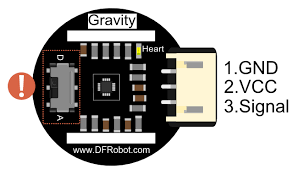 Gravity
Heart
D
A
!
1.GND
2.VCC
3.Signal
www.DFRobot.com